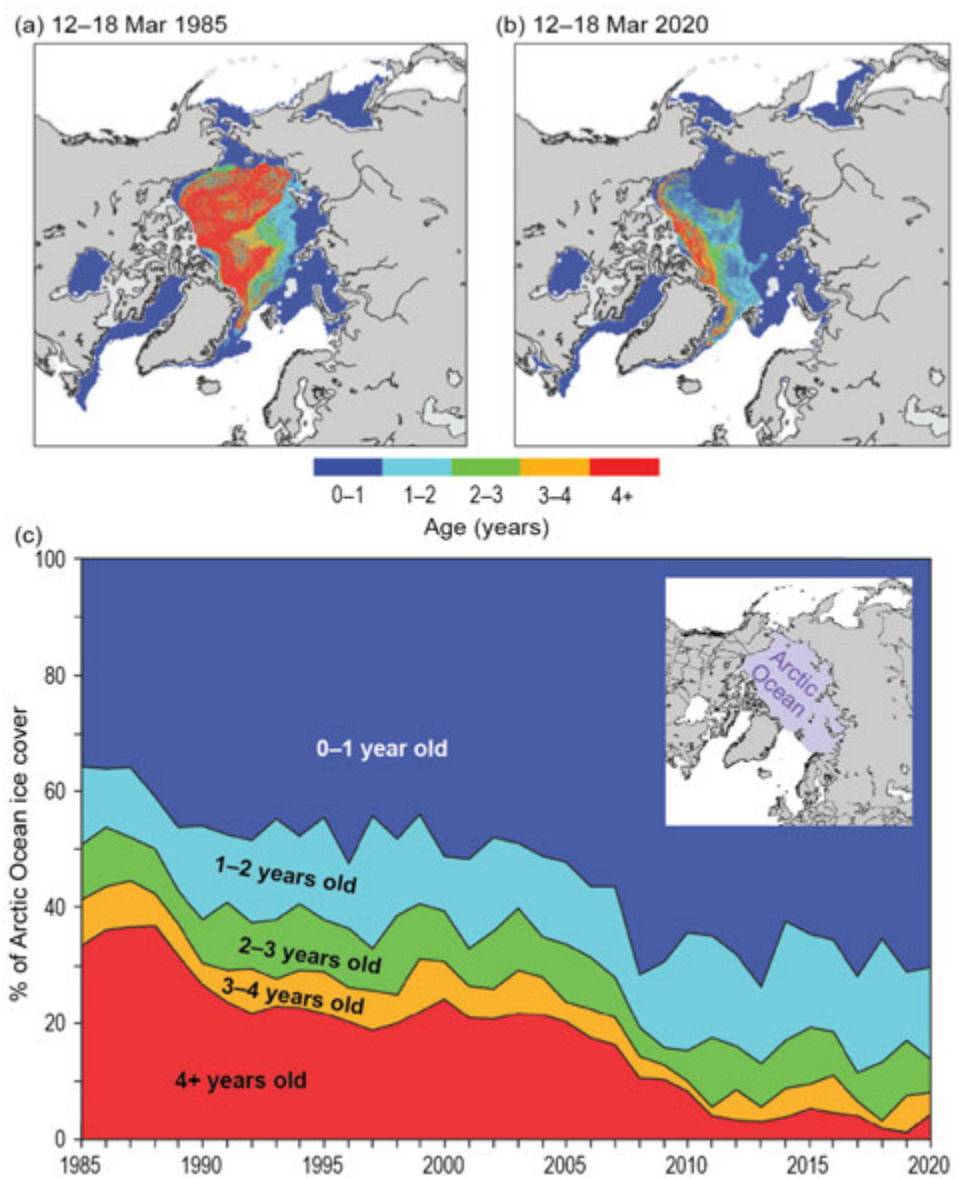 (a) 12–18 Mar 1985
(b) 12–18 Mar 2020
0–1 1–2 2–3 3–4 4+
Age (years)
(c)
% of Arctic Ocean ice cover
100
80
60
40
20
0
0–1 year old
1–2 years old
2–3 years old
3–4 years old
4+ years old
Arctic
Ocean
1985 1990 1995 2000 2005 2010 2015 2020